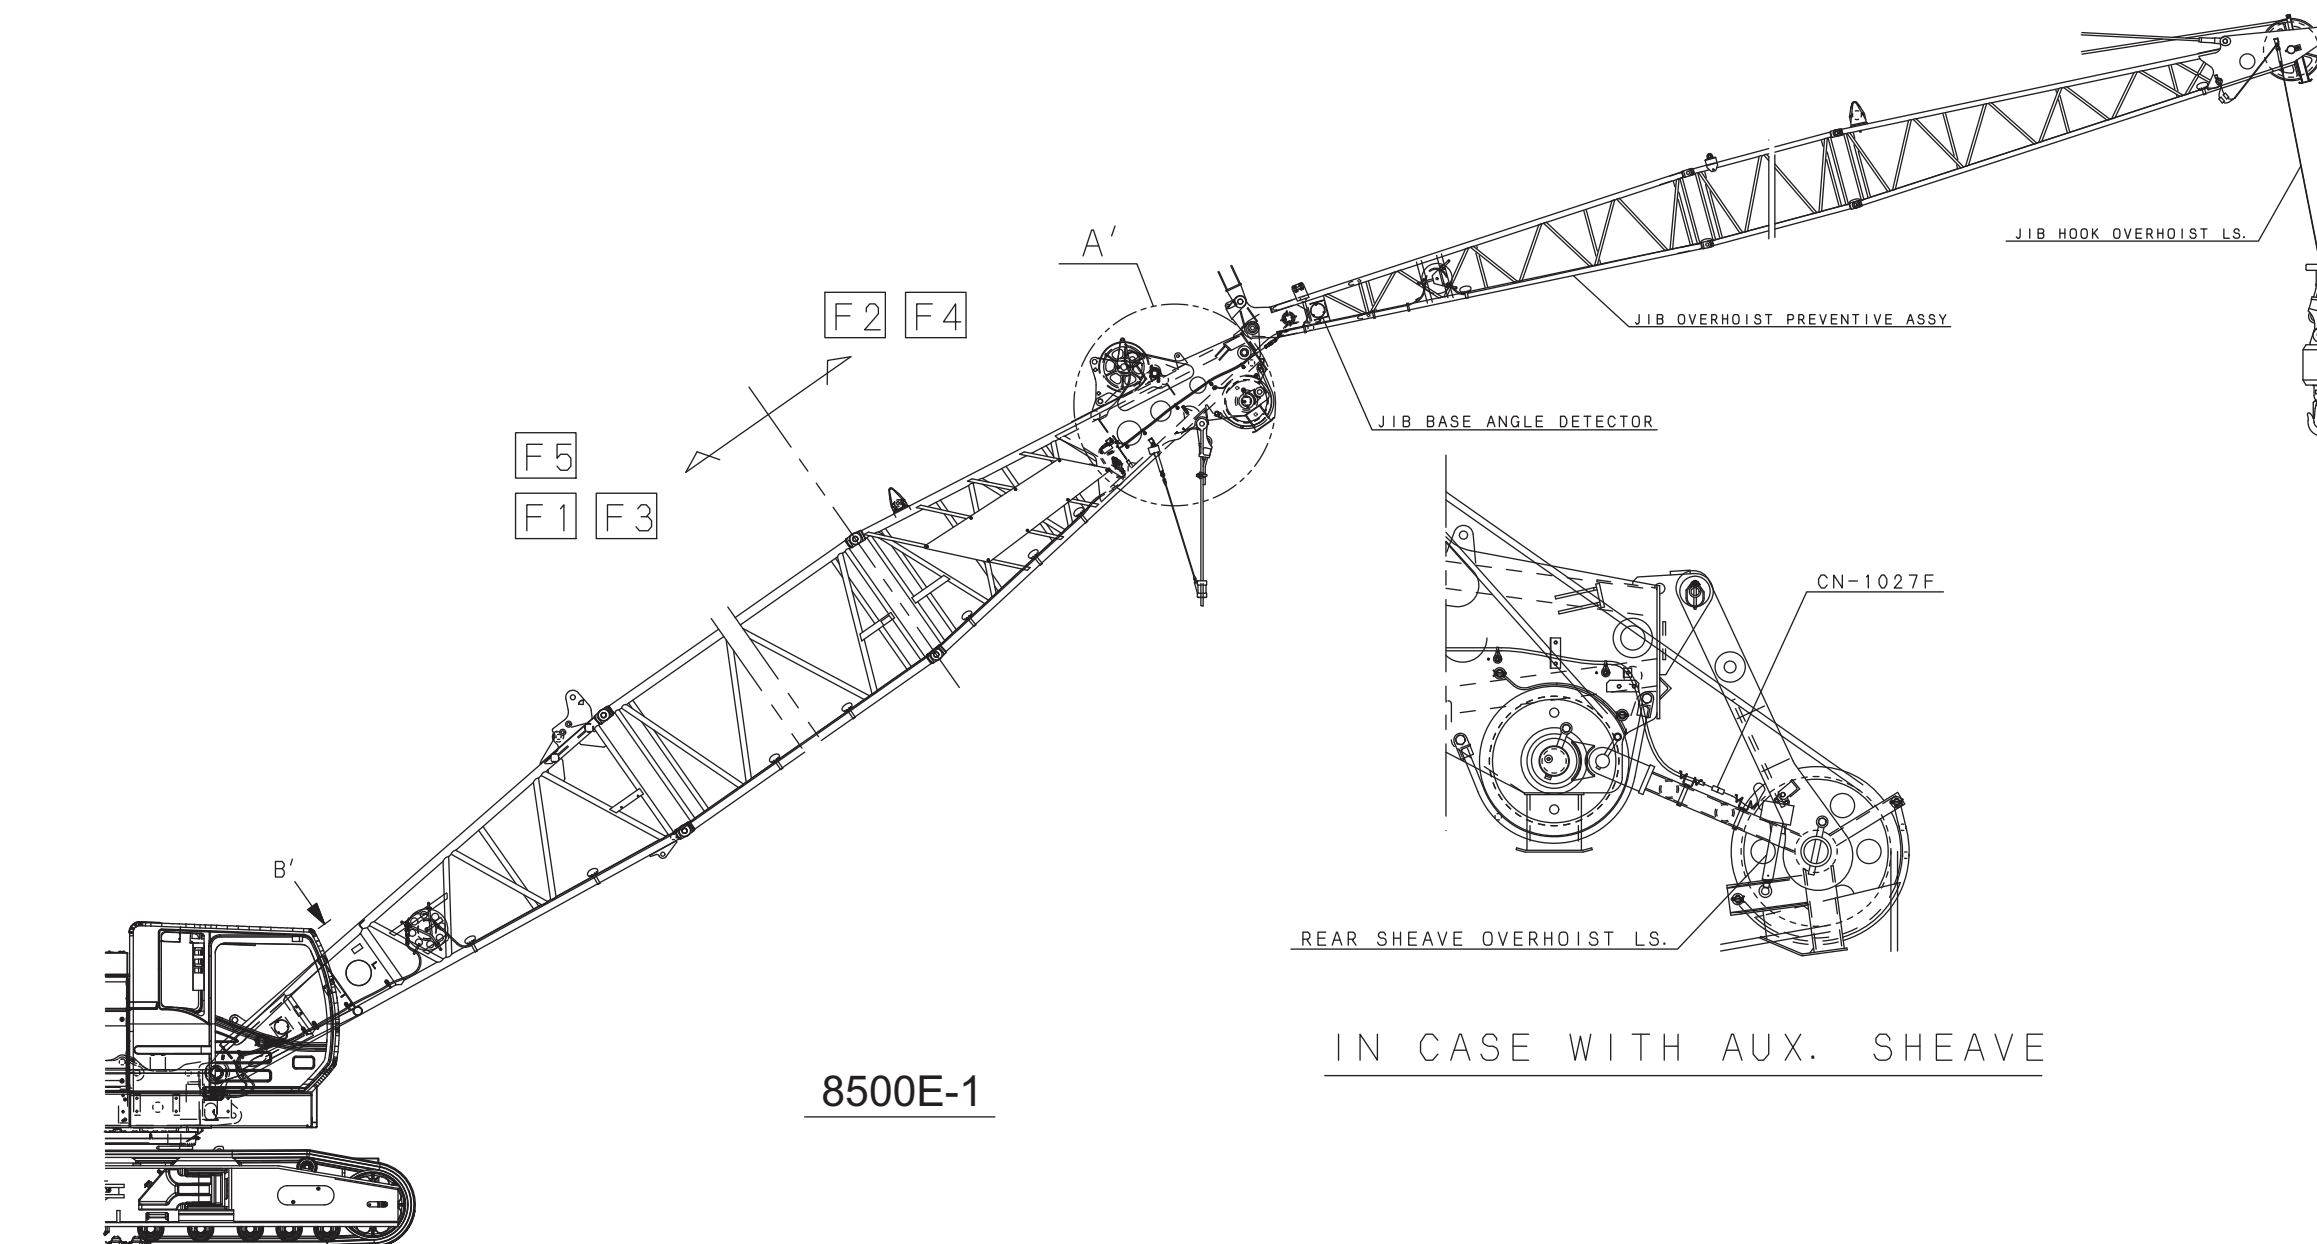 JIB HOOK OVERHOIST LS.
A'
F2 F4
JIB OVERHOIST PREVENTIVE ASSY
JIB BASE ANGLE DETECTOR
F5
F1 F3
CN-1027F
B'
REAR SHEAVE OVERHOIST LS.
IN CASE WITH AUX. SHEAVE
8500E-1